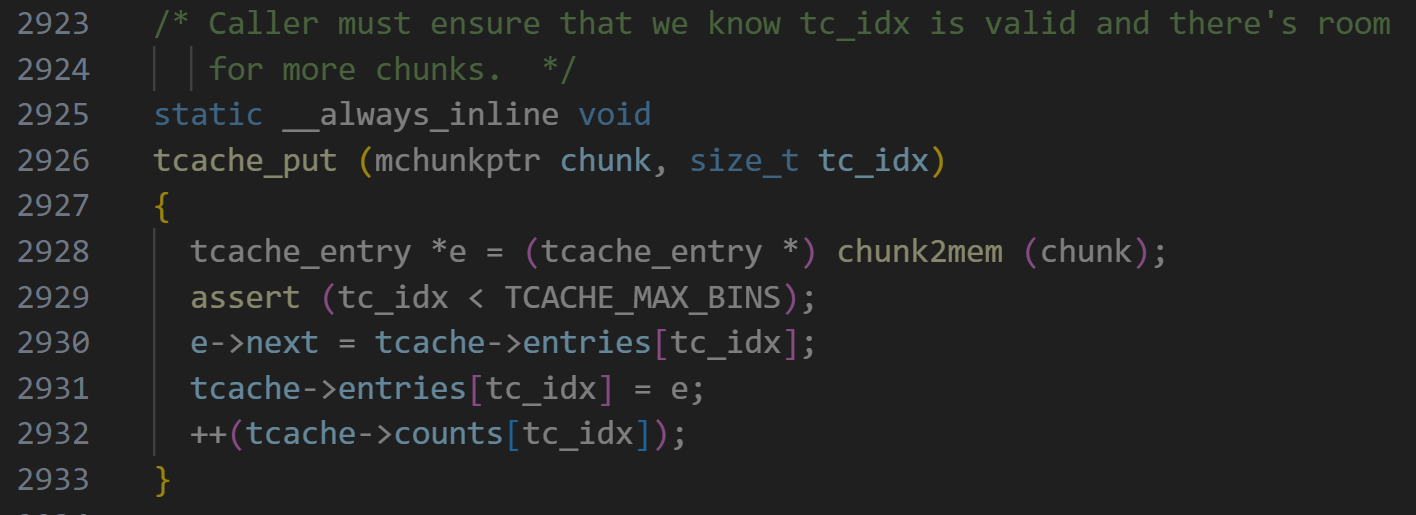 2923 /* Caller must ensure that we know tc_idx is valid and there's room
2924 for more chunks.  */
2925 static __always_inline void
2926 tcache_put (mchunkptr chunk, size_t tc_idx)
2927 {
2928 tcache_entry *e = (tcache_entry *) chunk2mem (chunk);
2929 assert (tc_idx < TCACHE_MAX_BINS);
2930 e->next = tcache->entries[tc_idx];
2931 tcache->entries[tc_idx] = e;
2932 ++(tcache->counts[tc_idx]);
2933 }